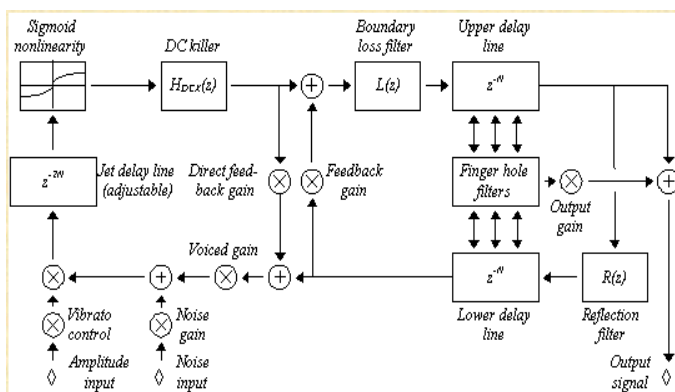 Sigmoid
nonlinearity
DC killer
Boundary
loss filter
Upper delay
line
H_DCK(z)
L(z)
z^-N
z^-2N
Jet delay line
(adjustable)
Direct feed-
back gain
Feedback
gain
Finger hole
filters
Output
gain
Voiced gain
z^-N
R(z)
Vibrato
control
Noise
gain
Lower delay
line
Reflection
filter
Amplitude
input
Noise
input
Output
signal